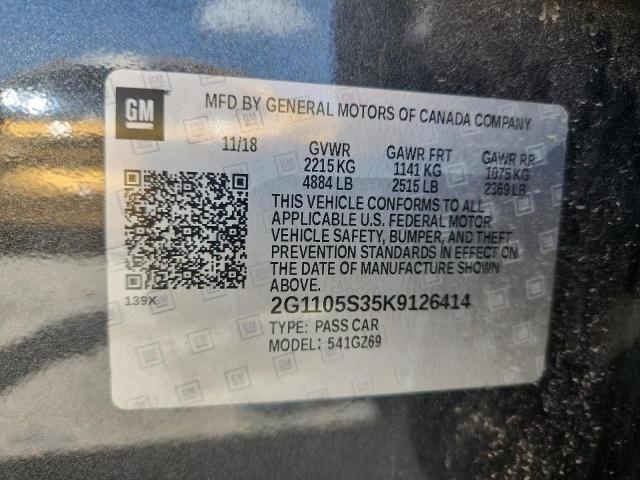 GM
MFD BY GENERAL MOTORS OF CANADA COMPANY
11/18 GVWR GAWR FRT GAWR RR
2215 KG 1141 KG 1075 KG
4884 LB 2515 LB 2369 LB
THIS VEHICLE CONFORMS TO ALL
APPLICABLE U.S. FEDERAL MOTOR
VEHICLE SAFETY, BUMPER, AND THEFT
PREVENTION STANDARDS IN EFFECT ON
THE DATE OF MANUFACTURE SHOWN
ABOVE.
139X
2G1105S35K9126414
TYPE: PASS CAR
MODEL: 541GZ69